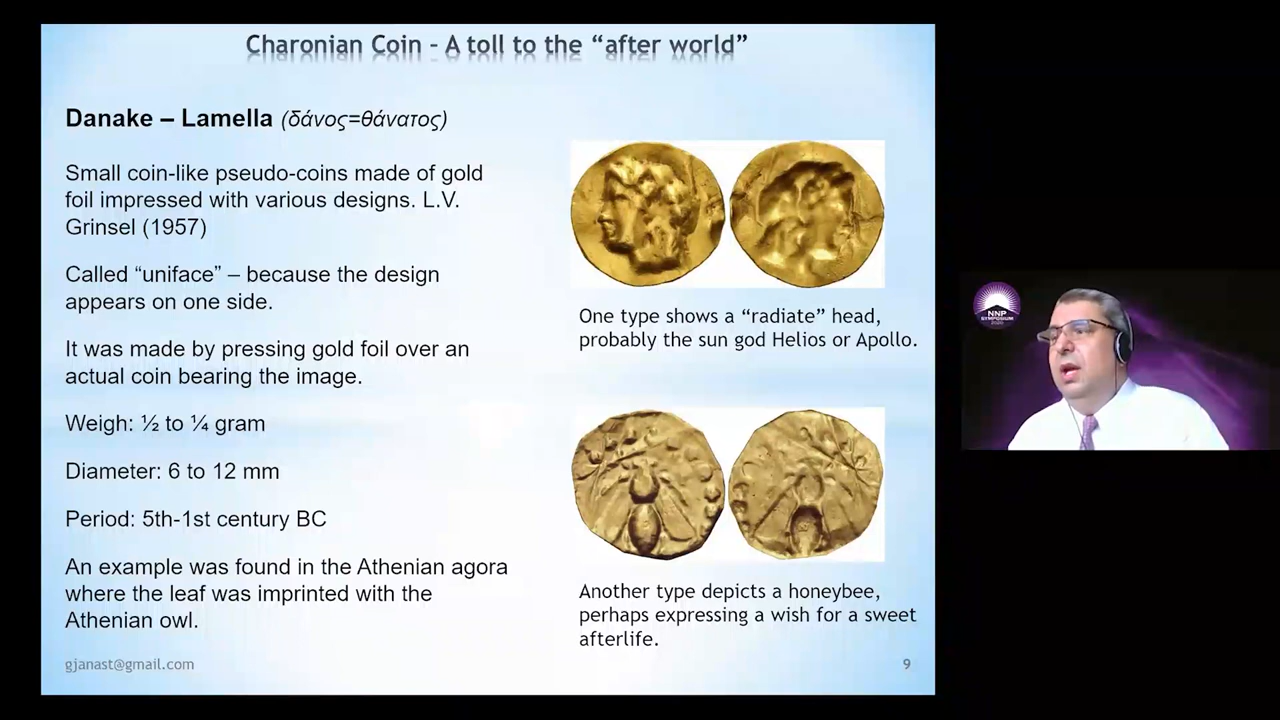 Charonian Coin – A toll to the “after world”
Danake – Lamella (δάνος=θάνατος)
Small coin-like pseudo-coins made of gold
foil impressed with various designs. L.V.
Grinsel (1957)
Called “uniface” – because the design
appears on one side.
It was made by pressing gold foil over an
actual coin bearing the image.
Weigh: ½ to ¼ gram
Diameter: 6 to 12 mm
Period: 5th-1st century BC
An example was found in the Athenian agora
where the leaf was imprinted with the
Athenian owl.
One type shows a “radiate” head,
probably the sun god Helios or Apollo.
Another type depicts a honeybee,
perhaps expressing a wish for a sweet
afterlife.
gjanast@gmail.com
9
NNP
SYMPOSIUM
2020